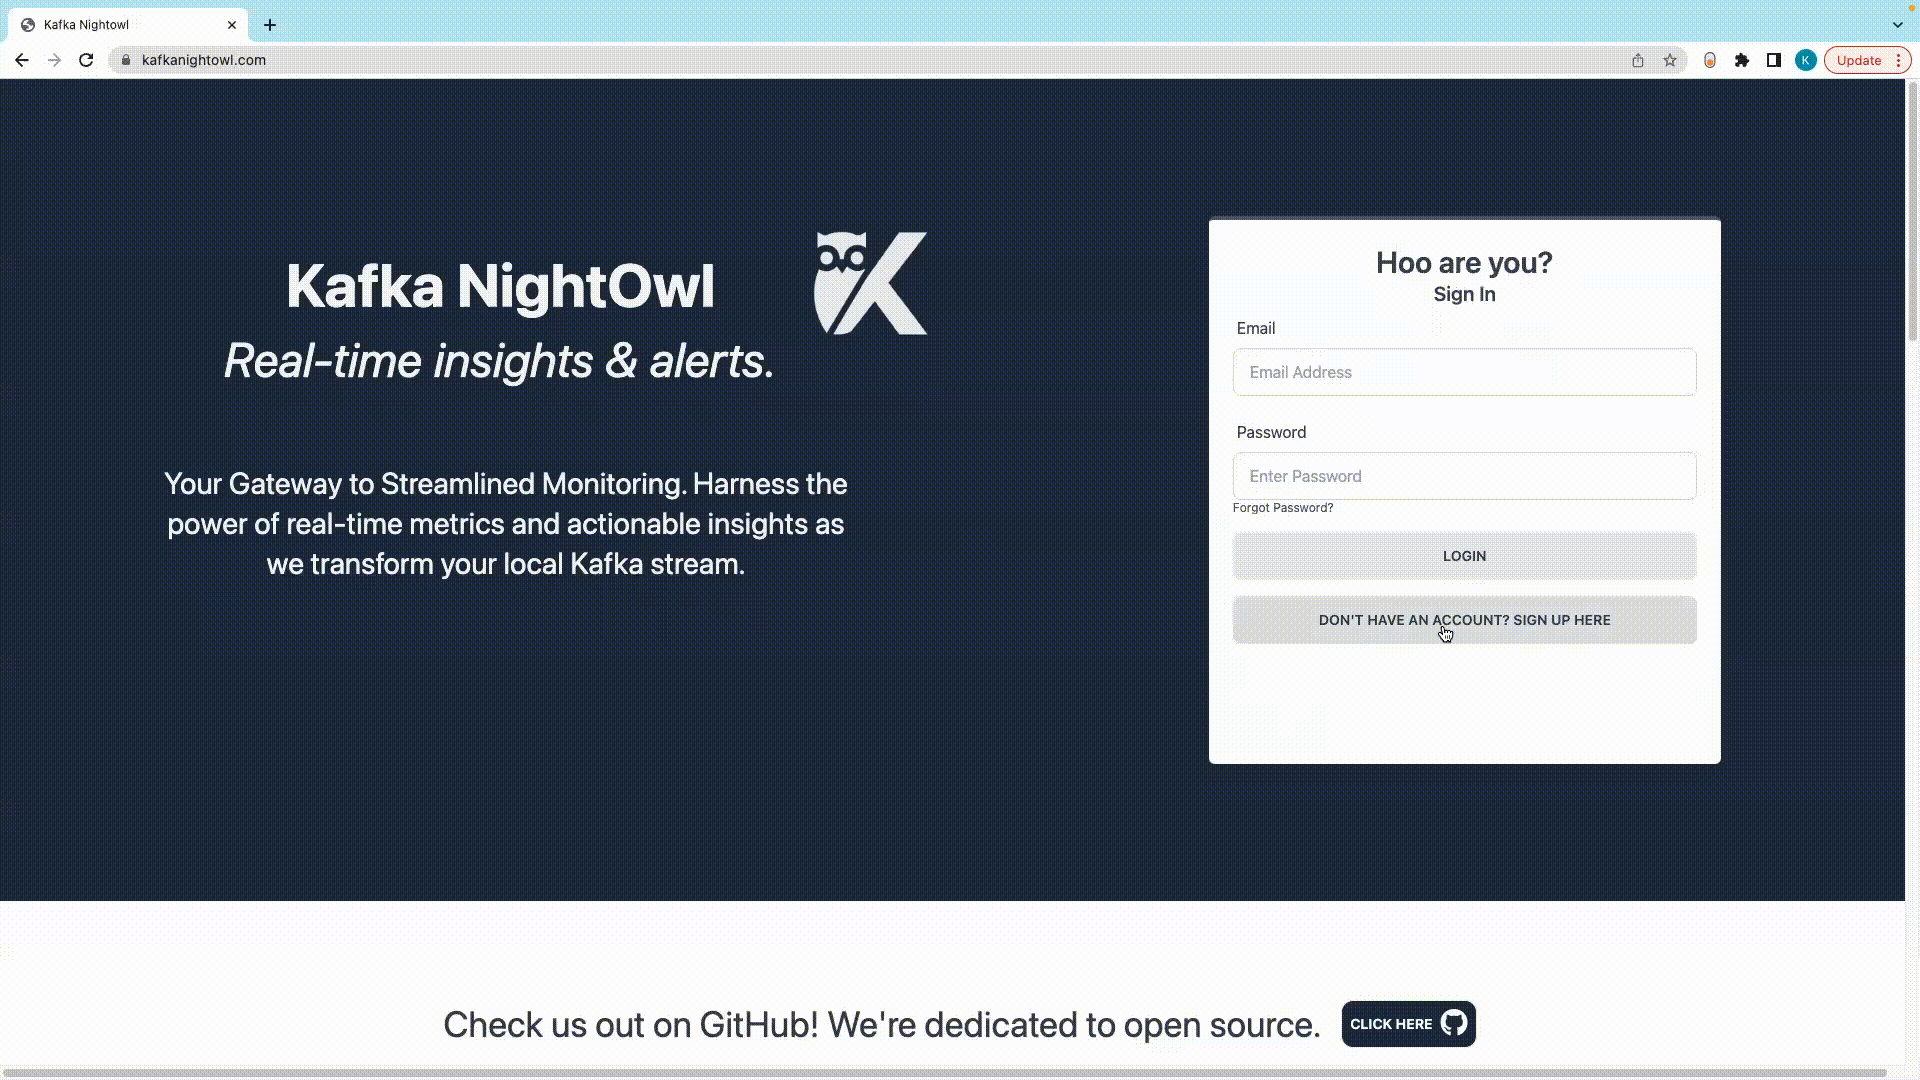 Kafka Nightowl
kafkanightowl.com
K
Update
Kafka NightOwl
Real-time insights & alerts.
Your Gateway to Streamlined Monitoring. Harness the
power of real-time metrics and actionable insights as
we transform your local Kafka stream.
Hoo are you?
Sign In
Email
Email Address
Password
Enter Password
Forgot Password?
LOGIN
DON'T HAVE AN ACCOUNT? SIGN UP HERE
Check us out on GitHub! We're dedicated to open source.
CLICK HERE